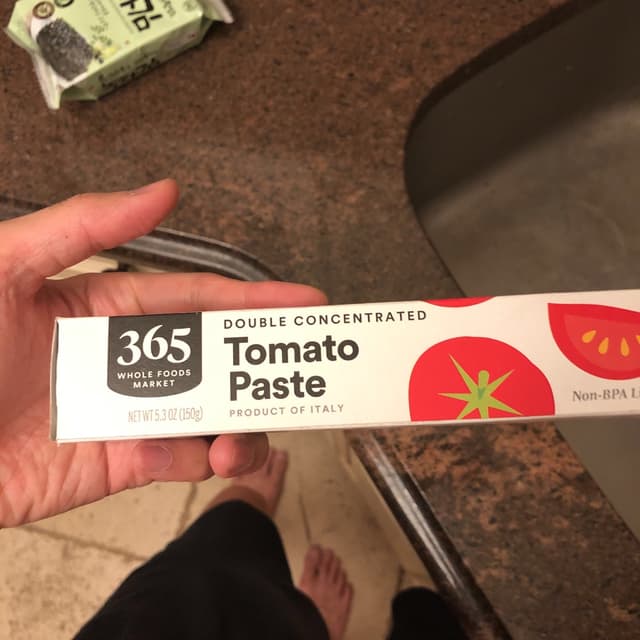 365
WHOLE FOODS
MARKET
NET WT 5.3 OZ (150g)
DOUBLE CONCENTRATED
Tomato
Paste
PRODUCT OF ITALY
Non-BPA